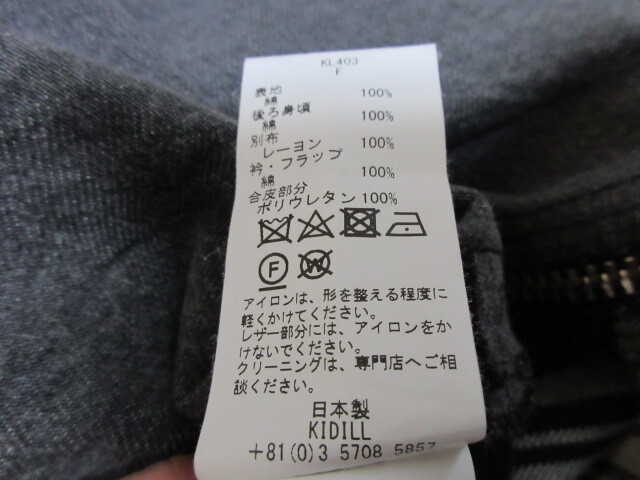 KL403
F
表地
綿 100%
後ろ身頃
綿 100%
別布
レーヨン 100%
衿・フラップ
綿 100%
合皮部分
ポリウレタン 100%
F W
アイロンは、形を整える程度に
軽くかけてください。
レザー部分には、アイロンをか
けないでください。
クリーニングは、専門店へご相
談ください。
日本製
KIDILL
+81(0)3 5708 5857